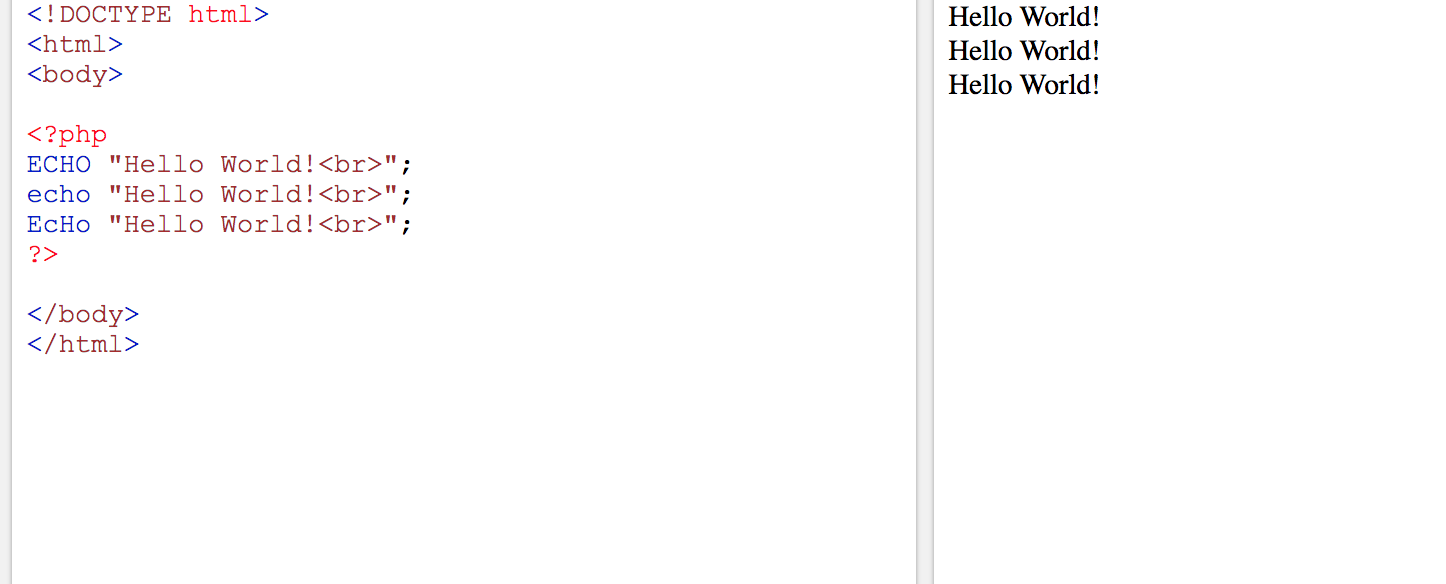 <!DOCTYPE html>
<html>
<body>
<?php
ECHO "Hello World!<br>";
echo "Hello World!<br>";
EcHo "Hello World!<br>";
?>
</body>
</html>
Hello World!
Hello World!
Hello World!